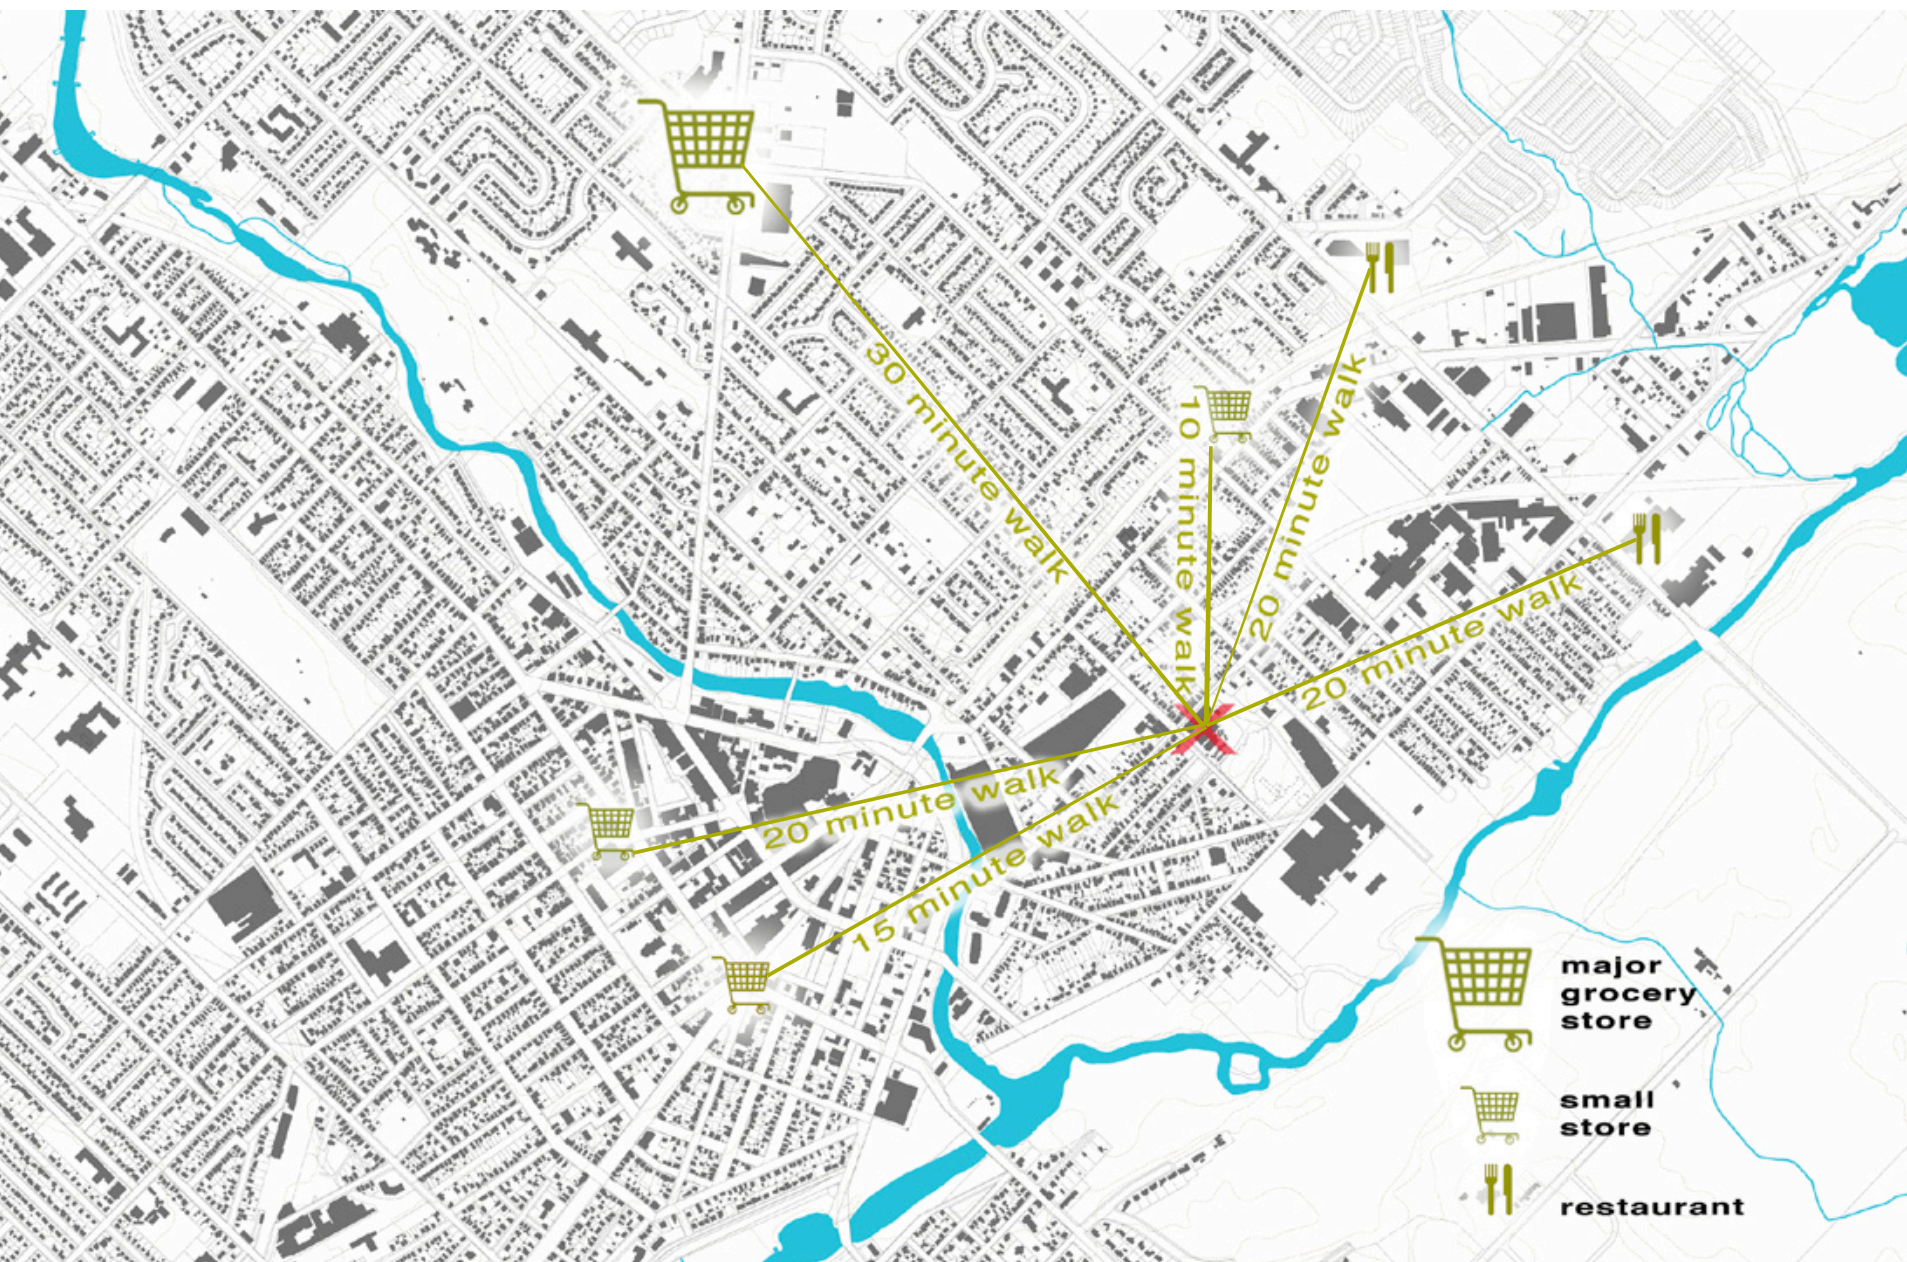 30 minute walk
10 minute walk
20 minute walk
20 minute walk
20 minute walk
15 minute walk
major
grocery
store
small
store
restaurant